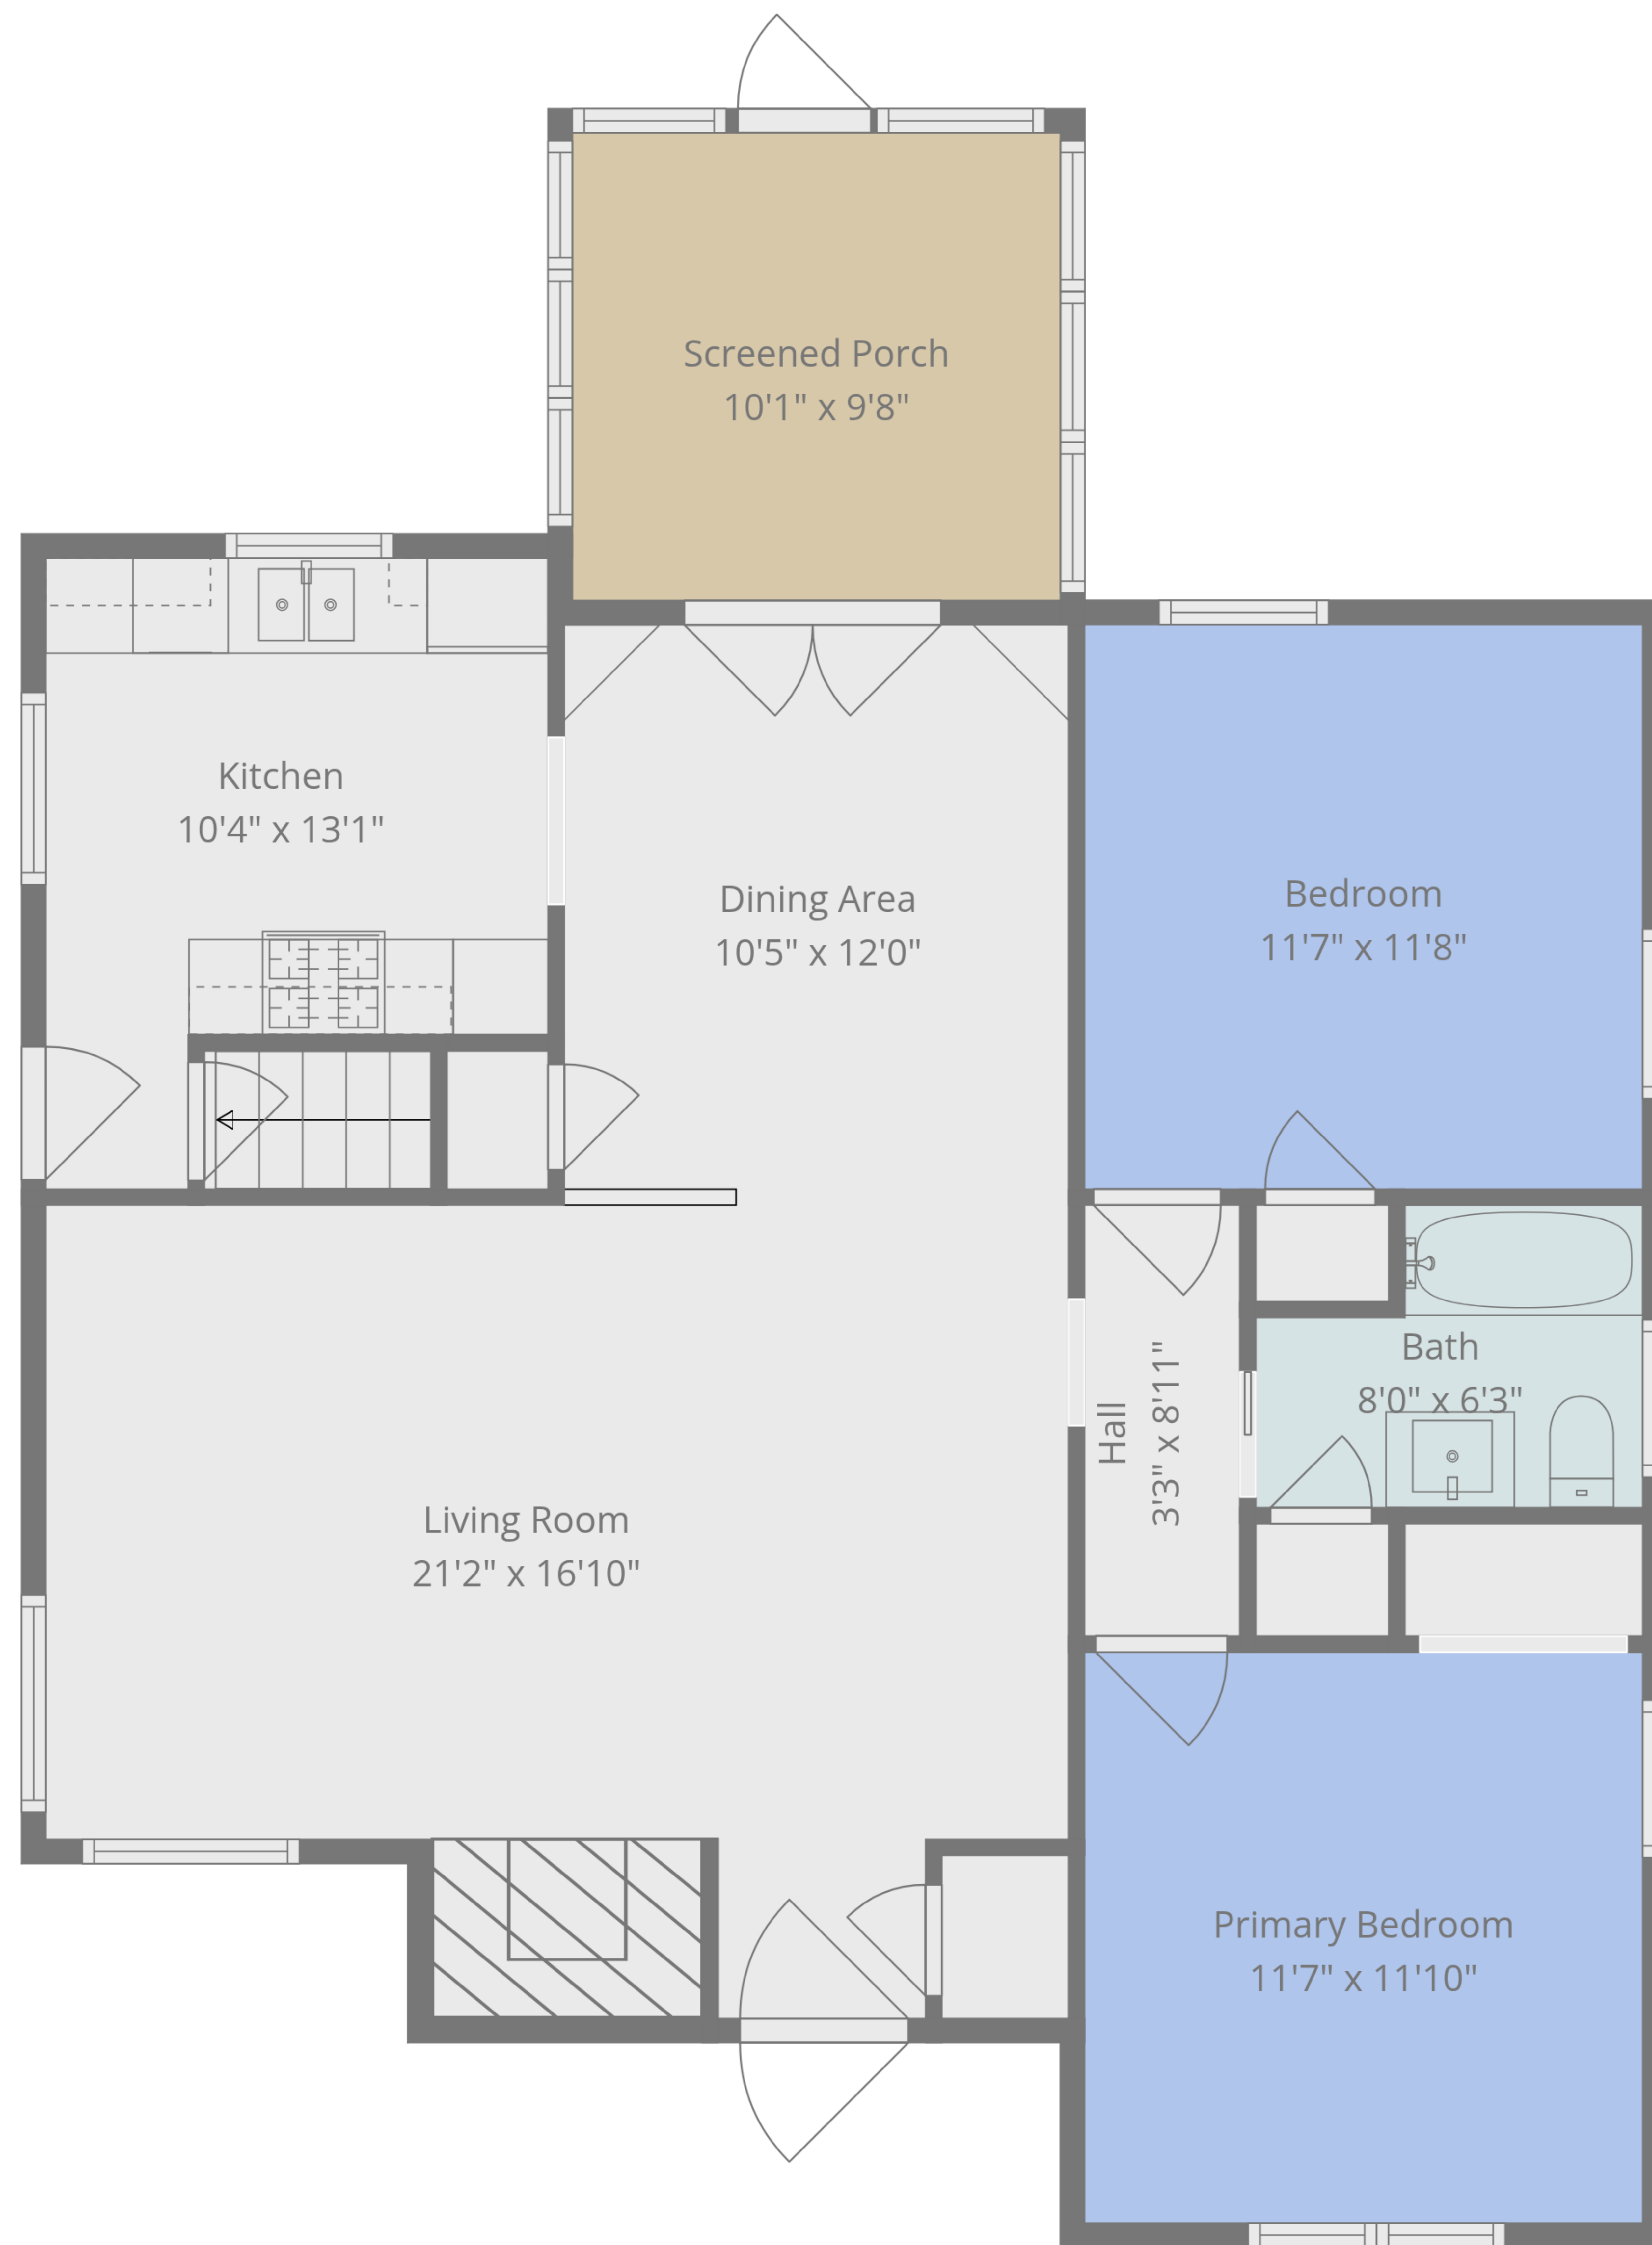 Screened Porch
10'1" x 9'8"
Kitchen
10'4" x 13'1"
Dining Area
10'5" x 12'0"
Bedroom
11'7" x 11'8"
Bath
8'0" x 6'3"
Hall
3'3" x 8'11"
Living Room
21'2" x 16'10"
Primary Bedroom
11'7" x 11'10"